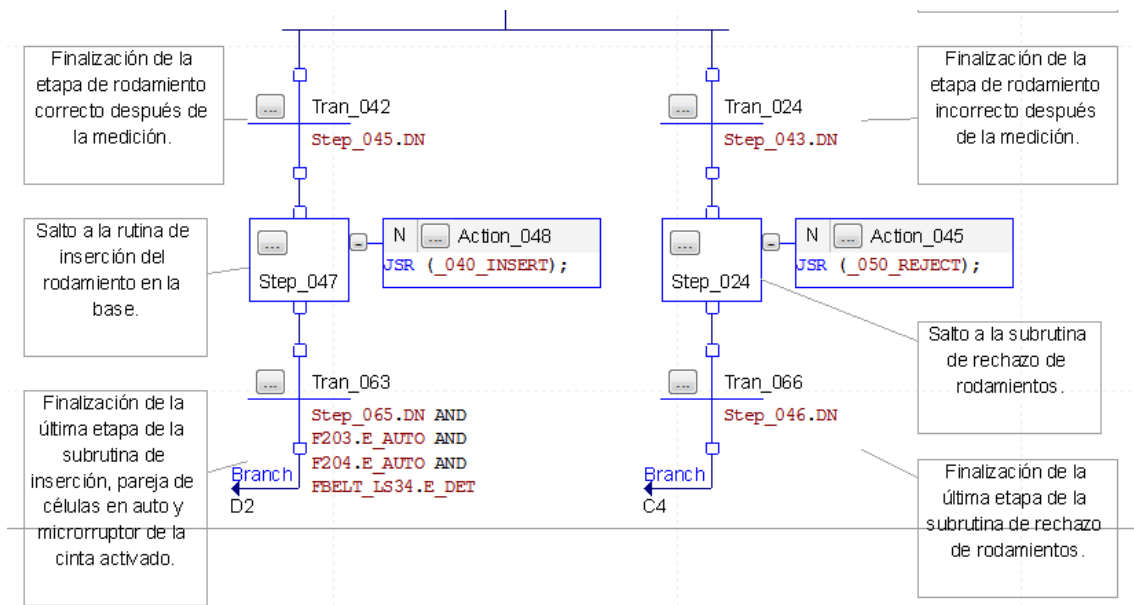 Finalización de la
etapa de rodamiento
correcto después de
la medición.
...
Tran_042
Step_045.DN
...
Tran_024
Step_043.DN
Finalización de la
etapa de rodamiento
incorrecto después
de la medición.
Salto a la rutina de
inserción del
rodamiento en la
base.
...
Step_047
N ... Action_048
JSR (_040_INSERT);
...
Step_024
N ... Action_045
JSR (_050_REJECT);
Salto a la subrutina
de rechazo de
rodamientos.
Finalización de la
última etapa de la
subrutina de
inserción, pareja de
células en auto y
microrruptor de la
cinta activado.
...
Tran_063
Step_065.DN AND
F203.E_AUTO AND
F204.E_AUTO AND
FBELT_LS34.E_DET
Branch
D2
...
Tran_066
Step_046.DN
Branch
C4
Finalización de la
última etapa de la
subrutina de rechazo
de rodamientos.